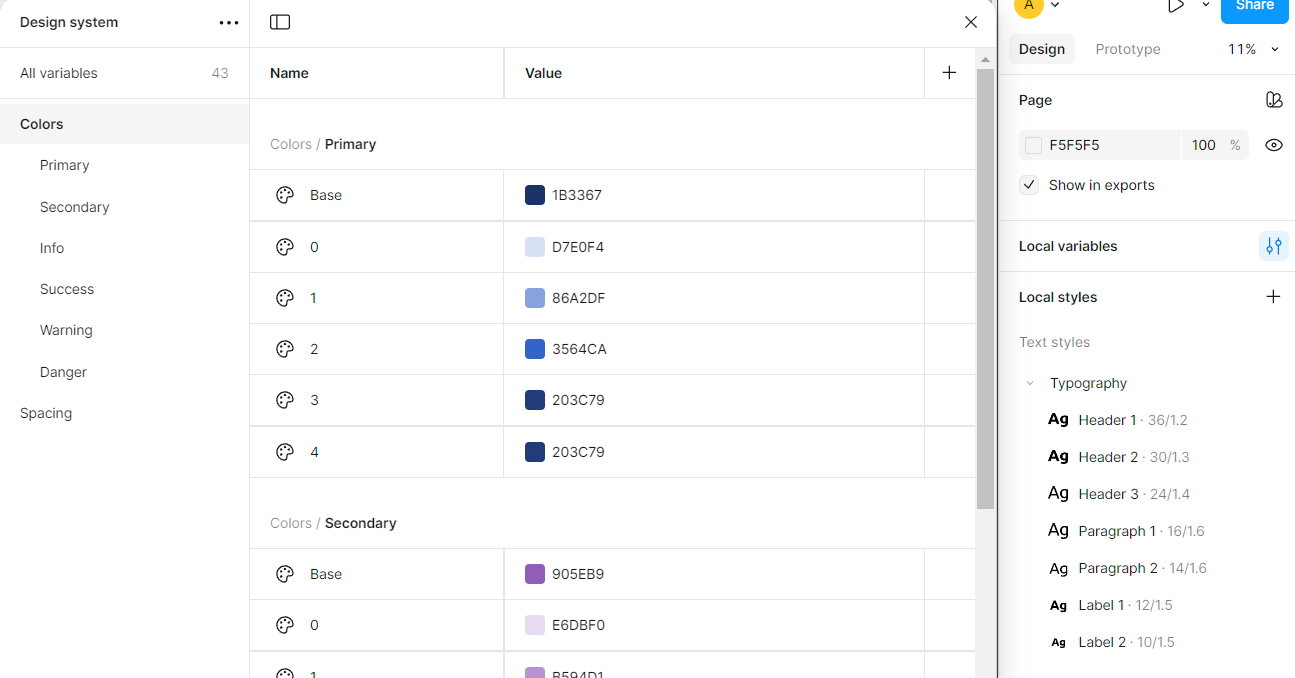 Design system
All variables 43
Colors
Primary
Secondary
Info
Success
Warning
Danger
Spacing
Name Value
Colors / Primary
Base 1B3367
0 D7E0F4
1 86A2DF
2 3564CA
3 203C79
4 203C79
Colors / Secondary
Base 905EB9
0 E6DBF0
1 B594D1
A
Share
Design Prototype 11%
Page
F5F5F5 100 %
Show in exports
Local variables
Local styles
Text styles
Typography
Ag Header 1 · 36/1.2
Ag Header 2 · 30/1.3
Ag Header 3 · 24/1.4
Ag Paragraph 1 · 16/1.6
Ag Paragraph 2 · 14/1.6
Ag Label 1 · 12/1.5
Ag Label 2 · 10/1.5